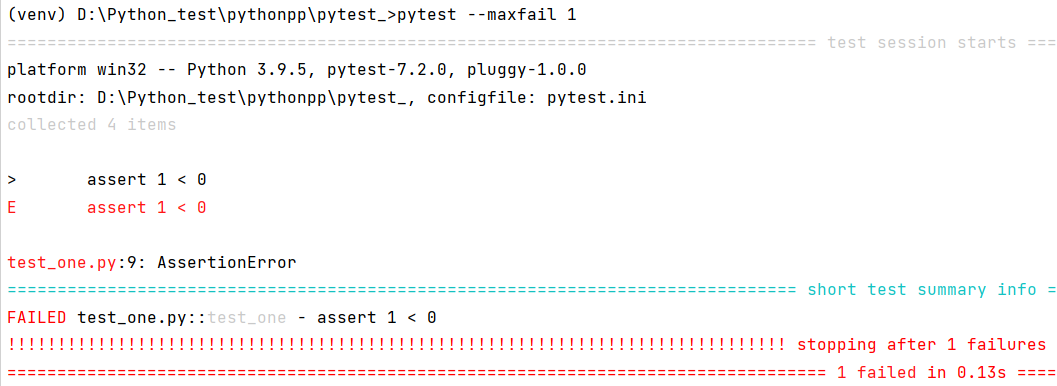 (venv) D:\Python_test\pythonpp\pytest_>pytest --maxfail 1
================================================================================= test session starts ===
platform win32 -- Python 3.9.5, pytest-7.2.0, pluggy-1.0.0
rootdir: D:\Python_test\pythonpp\pytest_, configfile: pytest.ini
collected 4 items
>       assert 1 < 0
E       assert 1 < 0
test_one.py:9: AssertionError
=============================================================================== short test summary info =
FAILED test_one.py::test_one - assert 1 < 0
!!!!!!!!!!!!!!!!!!!!!!!!!!!!!!!!!!!!!!!!!!!!!!!!!!!!!!!!!!!!!!!!!!!!!!!!!!!!!! stopping after 1 failures
================================================================================== 1 failed in 0.13s ====